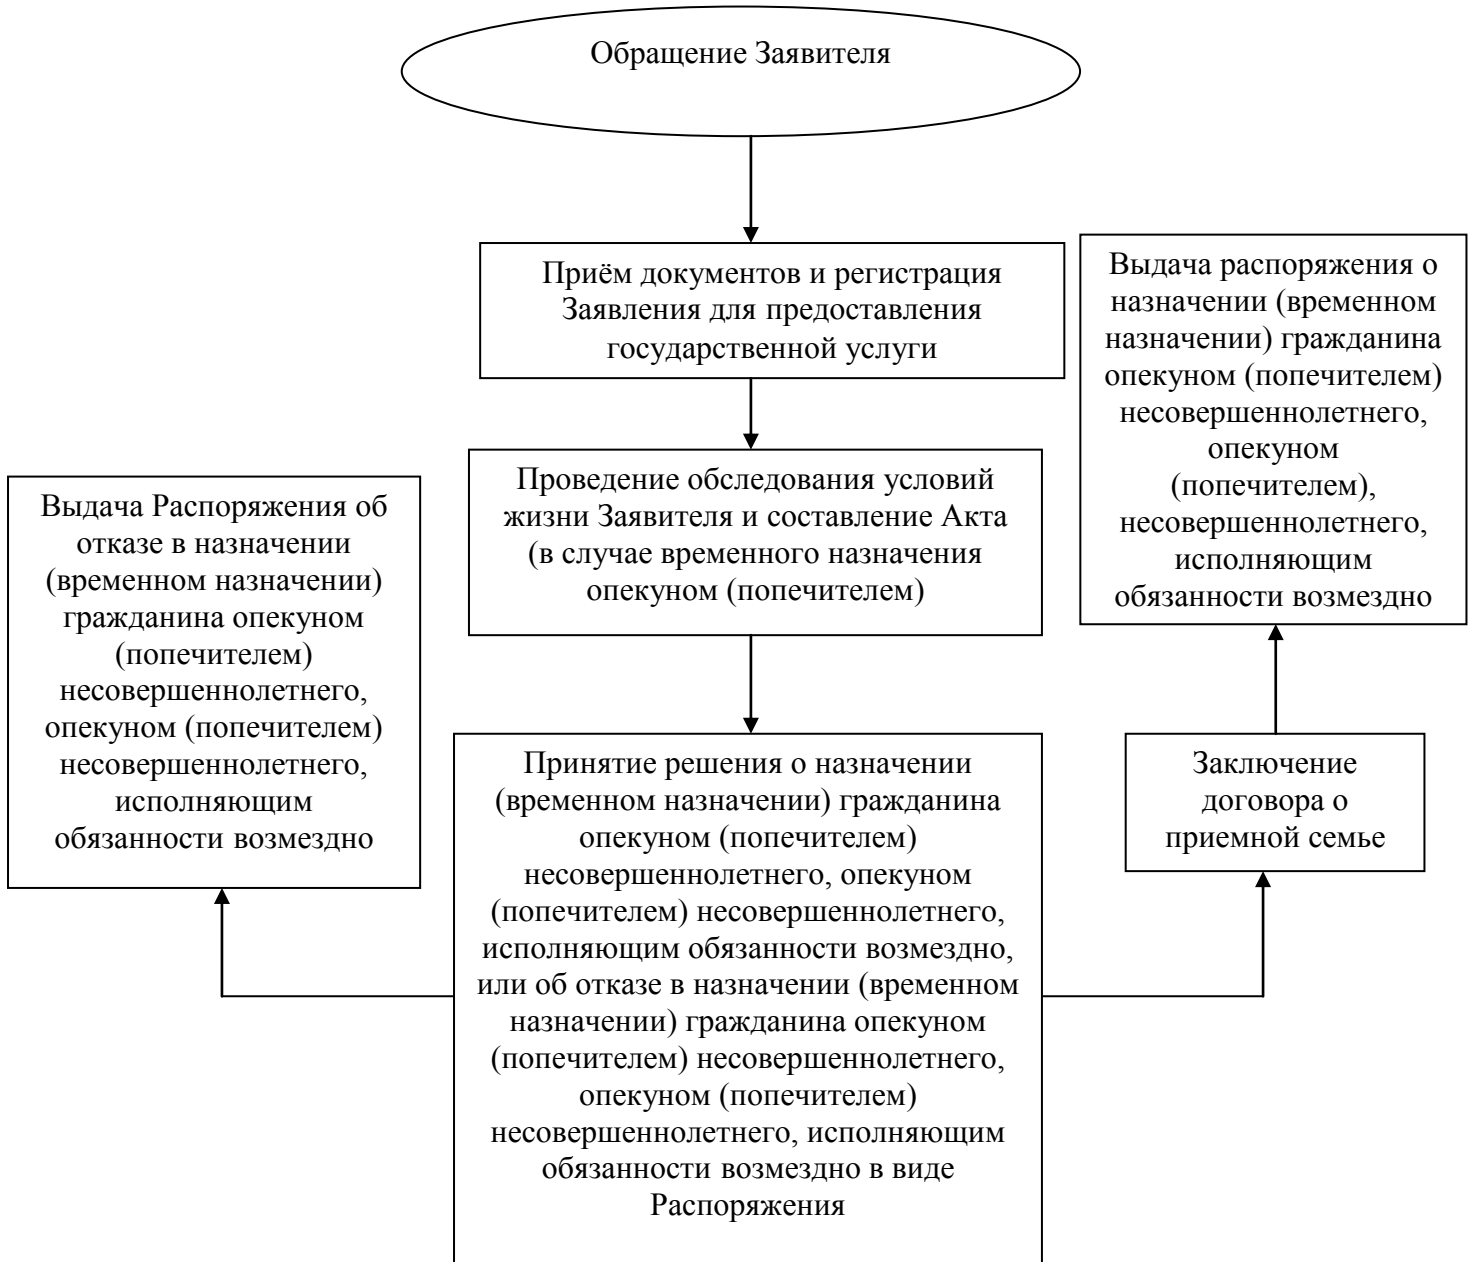 Обращение Заявителя
Приём документов и регистрация
Заявления для предоставления
государственной услуги
Выдача распоряжения о
назначении (временном
назначении) гражданина
опекуном (попечителем)
несовершеннолетнего,
опекуном
(попечителем),
несовершеннолетнего,
исполняющим
обязанности возмездно
Проведение обследования условий
жизни Заявителя и составление Акта
(в случае временного назначения
опекуном (попечителем)
Выдача Распоряжения об
отказе в назначении
(временном назначении)
гражданина опекуном
(попечителем)
несовершеннолетнего,
опекуном (попечителем)
несовершеннолетнего,
исполняющим
обязанности возмездно
Принятие решения о назначении
(временном назначении) гражданина
опекуном (попечителем)
несовершеннолетнего, опекуном
(попечителем) несовершеннолетнего,
исполняющим обязанности возмездно,
или об отказе в назначении (временном
назначении) гражданина опекуном
(попечителем) несовершеннолетнего,
опекуном (попечителем)
несовершеннолетнего, исполняющим
обязанности возмездно в виде
Распоряжения
Заключение
договора о
приемной семье